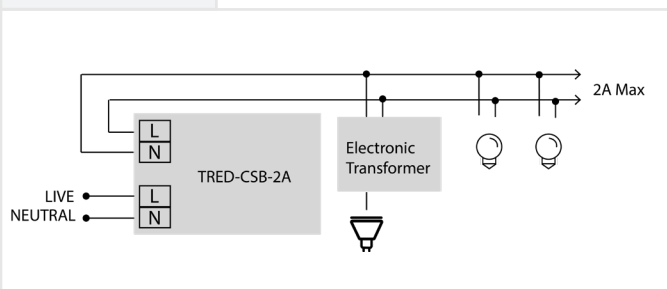 2A Max
L
N
TRED-CSB-2A
Electronic
Transformer
LIVE
L
NEUTRAL
N